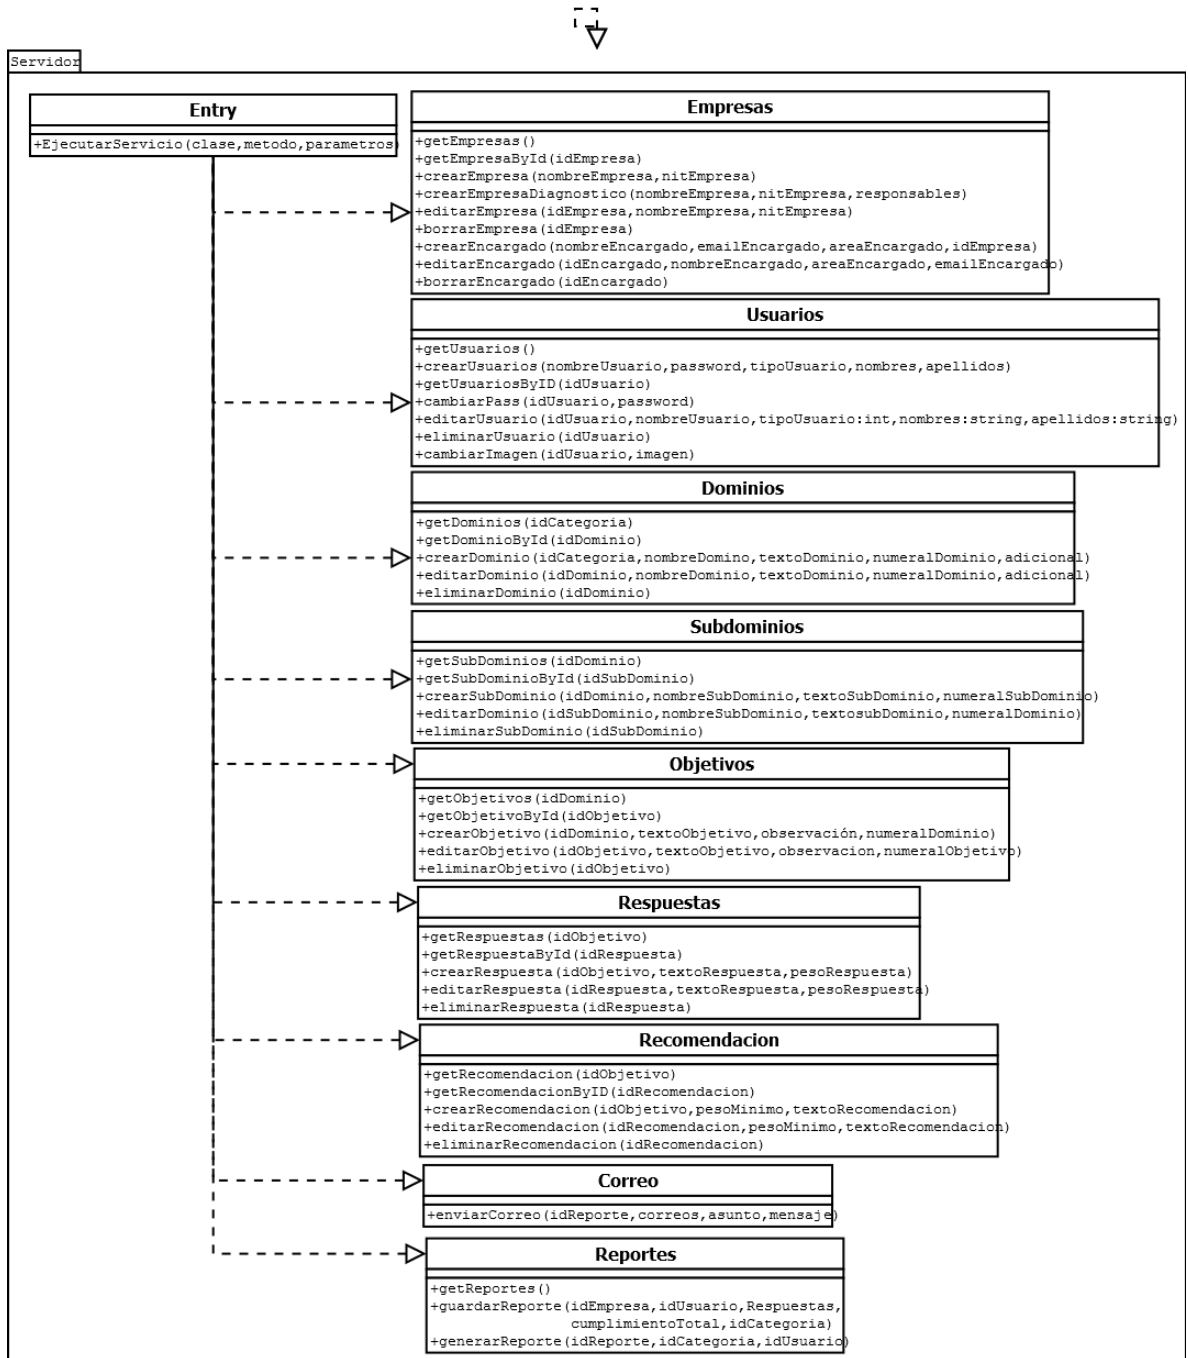 Servidor
Entry
+EjecutarServicio(clase,metodo,parametros)
Empresas
+getEmpresas()
+getEmpresaById(idEmpresa)
+crearEmpresa(nombreEmpresa,nitEmpresa)
+crearEmpresaDiagnostico(nombreEmpresa,nitEmpresa,responsables)
+editarEmpresa(idEmpresa,nombreEmpresa,nitEmpresa)
+borrarEmpresa(idEmpresa)
+crearEncargado(nombreEncargado,emailEncargado,areaEncargado,idEmpresa)
+editarEncargado(idEncargado,nombreEncargado,areaEncargado,emailEncargado)
+borrarEncargado(idEncargado)
Usuarios
+getUsuarios()
+crearUsuarios(nombreUsuario,password,tipoUsuario,nombres,apellidos)
+getUsuariosByID(idUsuario)
+cambiarPass(idUsuario,password)
+editarUsuario(idUsuario,nombreUsuario,tipoUsuario:int,nombres:string,apellidos:string)
+eliminarUsuario(idUsuario)
+cambiarImagen(idUsuario,imagen)
Dominios
+getDominios(idCategoria)
+getDominioById(idDominio)
+crearDominio(idCategoria,nombreDomino,textoDominio,numeralDominio,adicional)
+editarDominio(idDominio,nombreDominio,textoDominio,numeralDominio,adicional)
+eliminarDominio(idDominio)
Subdominios
+getSubDominios(idDominio)
+getSubDominioById(idSubDominio)
+crearSubDominio(idDominio,nombreSubDominio,textoSubDominio,numeralSubDominio)
+editarDominio(idSubDominio,nombreSubDominio,textosubDominio,numeralDominio)
+eliminarSubDominio(idSubDominio)
Objetivos
+getObjetivos(idDominio)
+getObjetivoById(idObjetivo)
+crearObjetivo(idDominio,textoObjetivo,observación,numeralDominio)
+editarObjetivo(idObjetivo,textoObjetivo,observacion,numeralObjetivo)
+eliminarObjetivo(idObjetivo)
Respuestas
+getRespuestas(idObjetivo)
+getRespuestaById(idRespuesta)
+crearRespuesta(idObjetivo,textoRespuesta,pesoRespuesta)
+editarRespuesta(idRespuesta,textoRespuesta,pesoRespuesta)
+eliminarRespuesta(idRespuesta)
Recomendacion
+getRecomendacion(idObjetivo)
+getRecomendacionByID(idRecomendacion)
+crearRecomendacion(idObjetivo,pesoMinimo,textoRecomendacion)
+editarRecomendacion(idRecomendacion,pesoMinimo,textoRecomendacion)
+eliminarRecomendacion(idRecomendacion)
Correo
+enviarCorreo(idReporte,correos,asunto,mensaje)
Reportes
+getReportes()
+guardarReporte(idEmpresa,idUsuario,Respuestas,
cumplimientoTotal,idCategoria)
+generarReporte(idReporte,idCategoria,idUsuario)